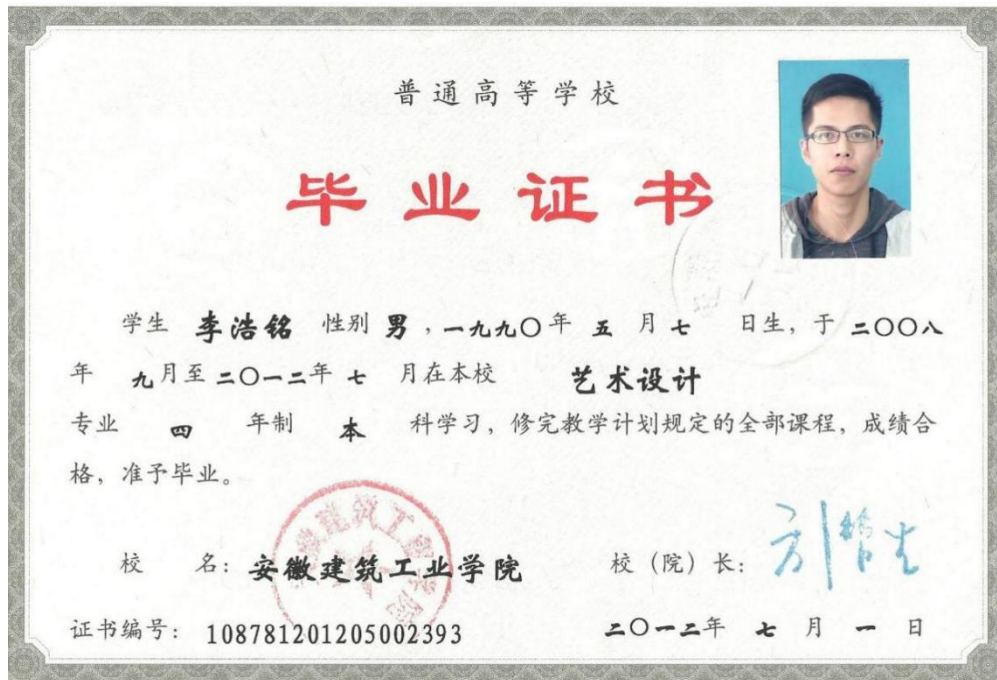 普通高等学校
毕业证书
学生 李浩铭 性别 男，一九九〇年 五 月 七 日生，于 二〇〇八
年 九月至二〇一二年 七 月在本校 艺术设计
专业 四 年制 本 科学习，修完教学计划规定的全部课程，成绩合
格，准予毕业。
校 名：安徽建筑工业学院 校（院）长：
证书编号：108781201205002393 二〇一二年 七 月 一 日